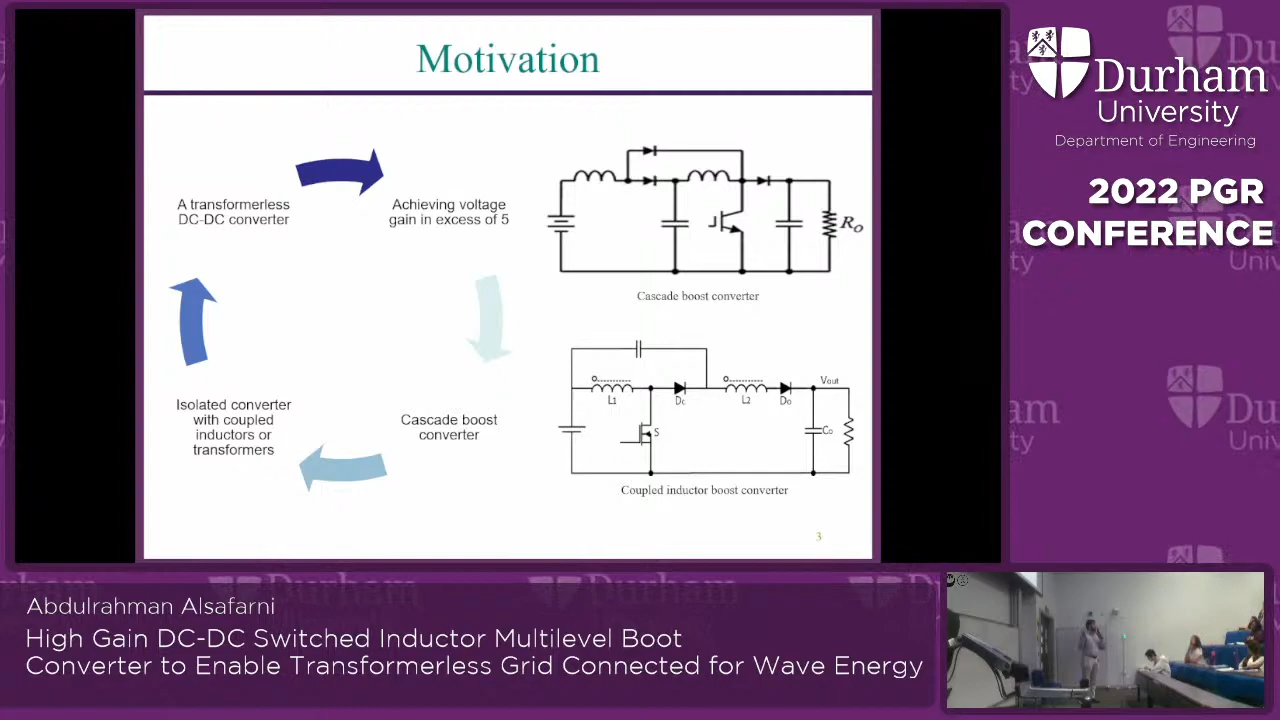 Motivation
A transformerless
DC-DC converter
Achieving voltage
gain in excess of 5
Cascade boost
converter
Isolated converter
with coupled
inductors or
transformers
Ro
Cascade boost converter
L1
Dc
L2
Do
Vout
S
Co
Coupled inductor boost converter
3
Durham
University
Department of Engineering
2022 PGR
CONFERENCE
Abdulrahman Alsafarni
High Gain DC-DC Switched Inductor Multilevel Boot
Converter to Enable Transformerless Grid Connected for Wave Energy